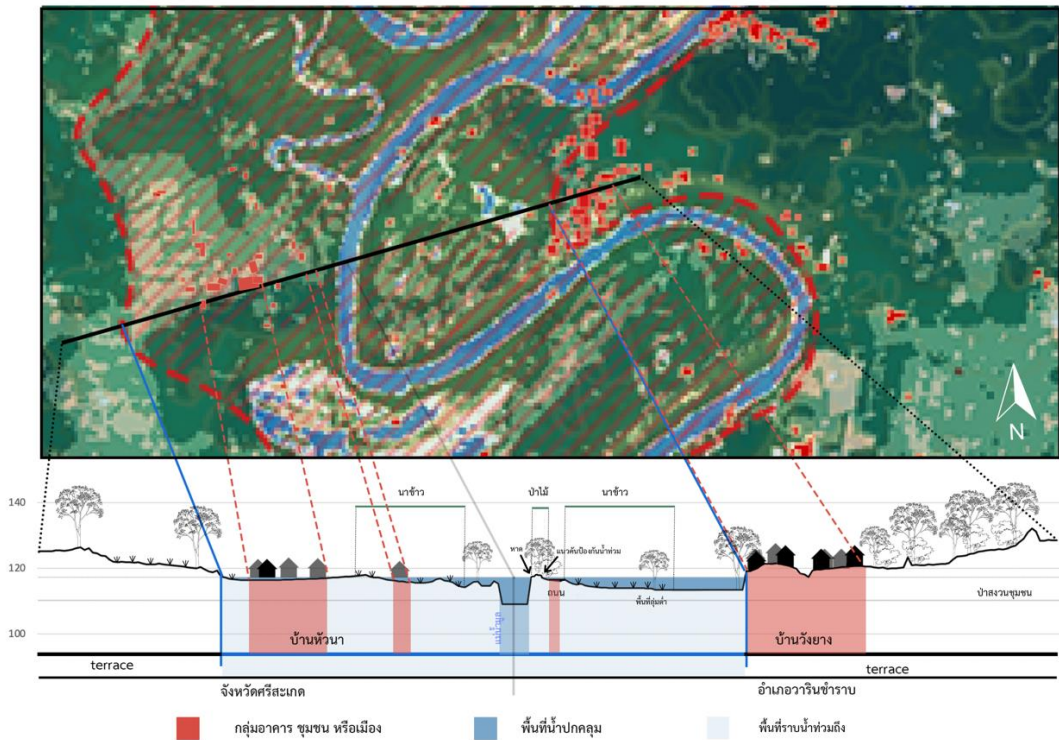 N
นาข้าว
ป่าไม้
นาข้าว
140
หาด
แนวคันป้องกันน้ำท่วม
120
ถนน
พื้นที่ลุ่มต่ำ
ป่าสงวนชุมชน
แม่น้ำมูล
100
บ้านหัวนา
บ้านวังยาง
terrace
terrace
จังหวัดศรีสะเกด
อำเภอวารินชำราบ
กลุ่มอาคาร ชุมชน หรือเมือง
พื้นที่น้ำปกคลุม
พื้นที่ราบน้ำท่วมถึง